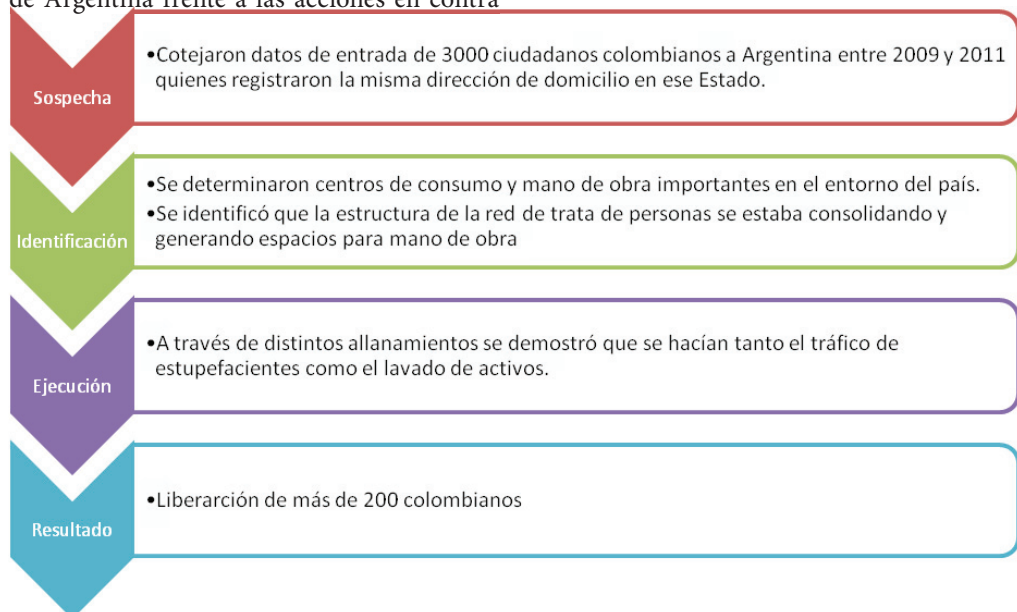 de Argentina frente a las acciones en contra
Sospecha
•Cotejaron datos de entrada de 3000 ciudadanos colombianos a Argentina entre 2009 y 2011
quienes registraron la misma dirección de domicilio en ese Estado.
Identificación
•Se determinaron centros de consumo y mano de obra importantes en el entorno del país.
•Se identificó que la estructura de la red de trata de personas se estaba consolidando y
generando espacios para mano de obra
Ejecución
•A través de distintos allanamientos se demostró que se hacían tanto el tráfico de
estupefacientes como el lavado de activos.
Resultado
•Liberarción de más de 200 colombianos